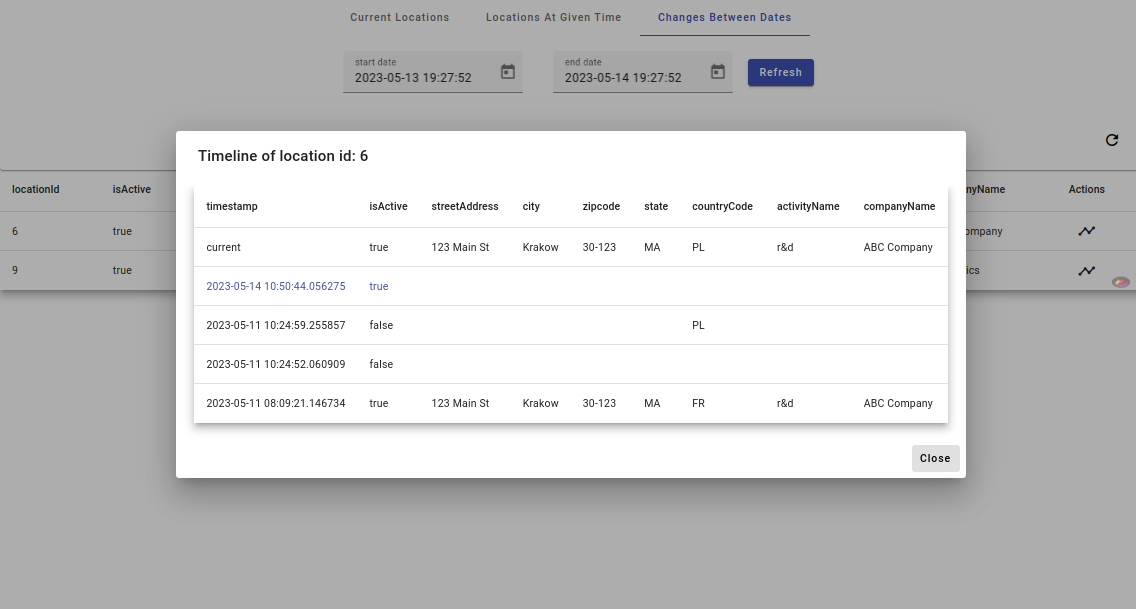 Current Locations Locations At Given Time Changes Between Dates
start date end date
2023-05-13 19:27:52 2023-05-14 19:27:52 Refresh
Timeline of location id: 6
locationId isActive nyName Actions
6 true ompany
9 true ics
timestamp isActive streetAddress city zipcode state countryCode activityName companyName
current true 123 Main St Krakow 30-123 MA PL r&d ABC Company
2023-05-14 10:50:44.056275 true
2023-05-11 10:24:59.255857 false PL
2023-05-11 10:24:52.060909 false
2023-05-11 08:09:21.146734 true 123 Main St Krakow 30-123 MA FR r&d ABC Company
Close